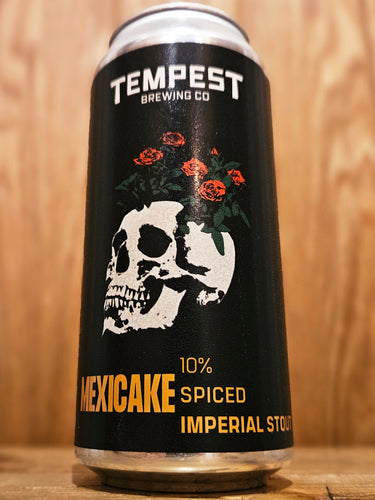 TEMPEST
BREWING CO
10%
MEXICAKE SPICED
IMPERIAL STOUT